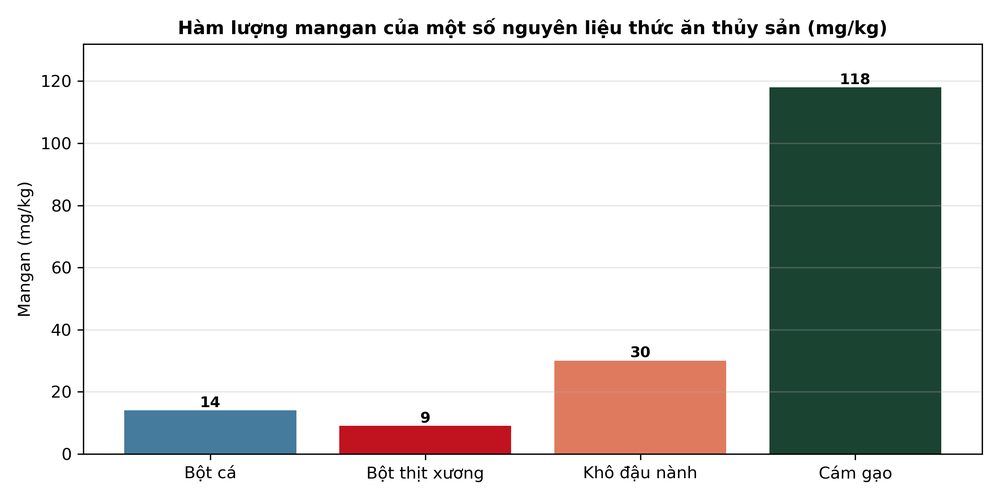 Hàm lượng mangan của một số nguyên liệu thức ăn thủy sản (mg/kg)
Mangan (mg/kg)
120
100
80
60
40
20
0
14
9
30
118
Bột cá
Bột thịt xương
Khô đậu nành
Cám gạo